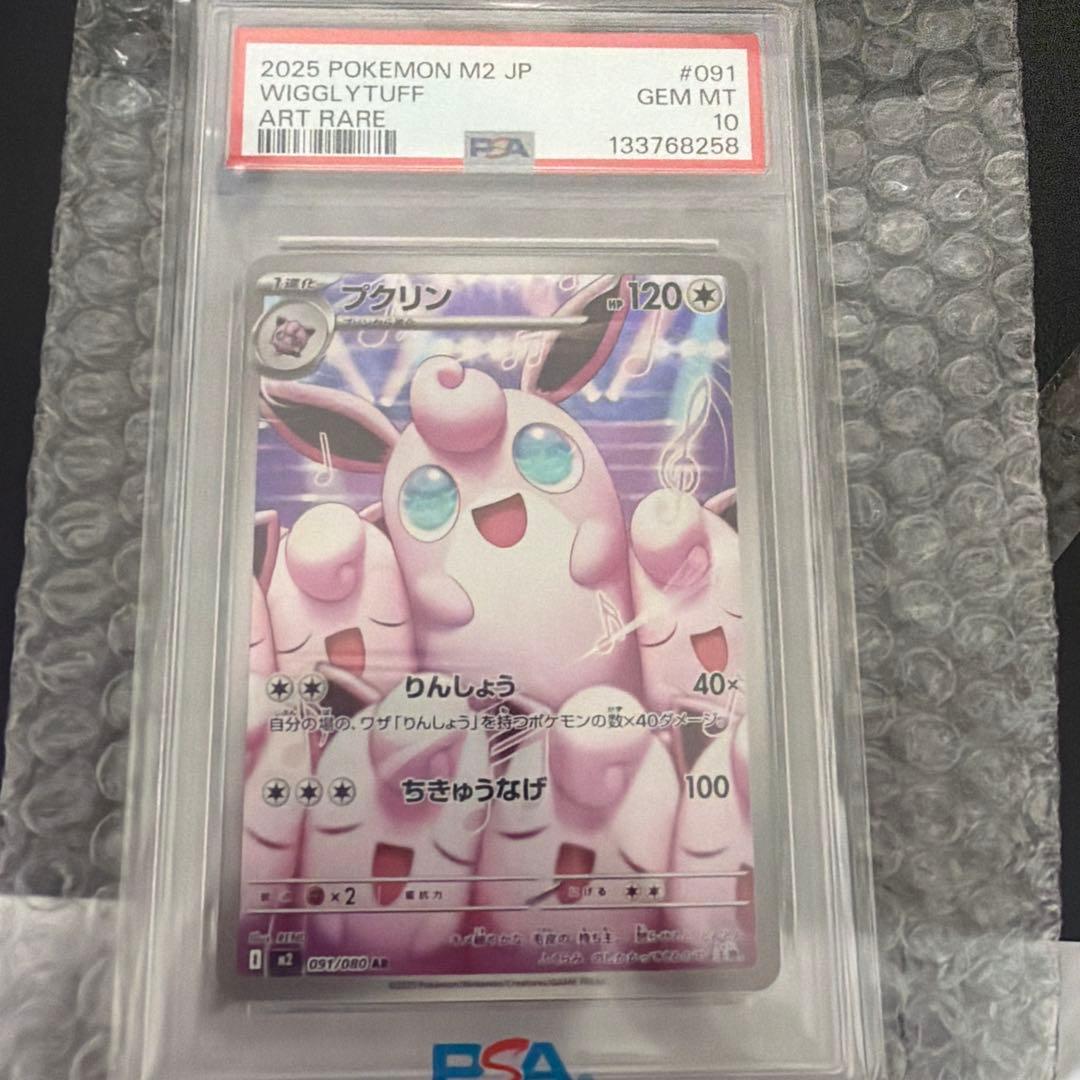 2025 POKEMON M2 JP #091
WIGGLYTUFF GEM MT
ART RARE 10
PSA 133768258
1進化 プクリン HP 120
りんしょう 40×
自分の場の、ワザ「りんしょう」を持つポケモンの数×40ダメージ。
ちきゅうなげ 100
×2 抵抗力 にげる
I m2 091/080 AR
PSA